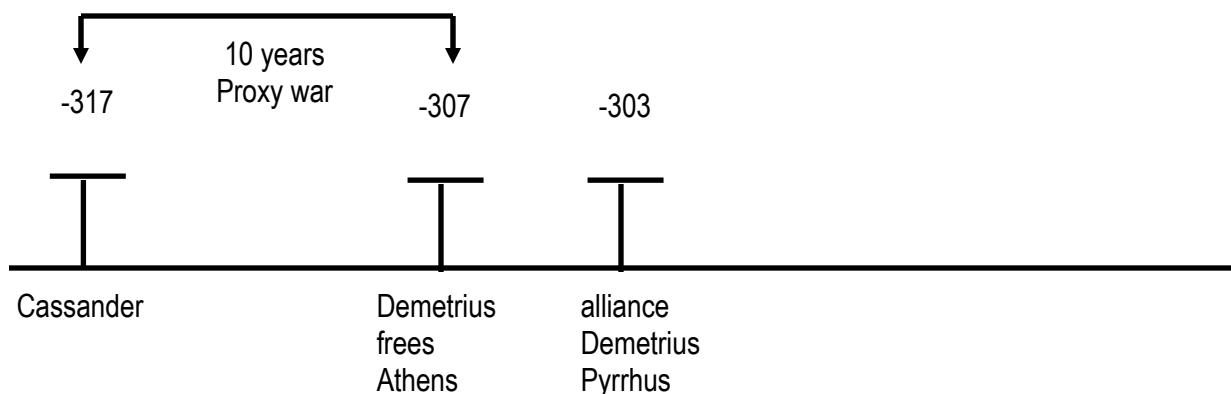 10 years
Proxy war
-317
-307
-303
Cassander
Demetrius
frees
Athens
alliance
Demetrius
Pyrrhus